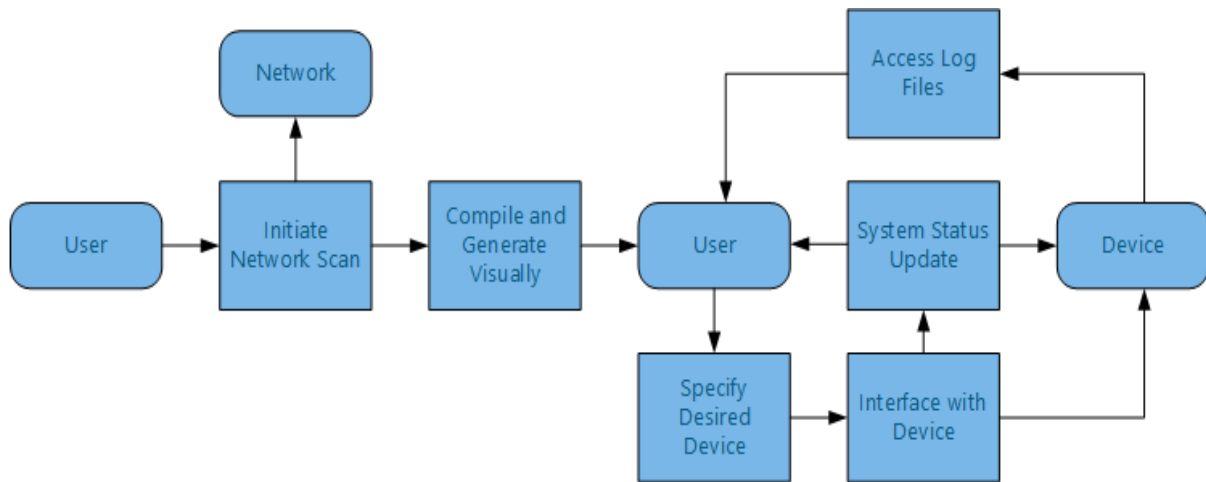 Network
Access Log
Files
User
Initiate
Network Scan
Compile and
Generate
Visually
User
System Status
Update
Device
Specify
Desired
Device
Interface with
Device